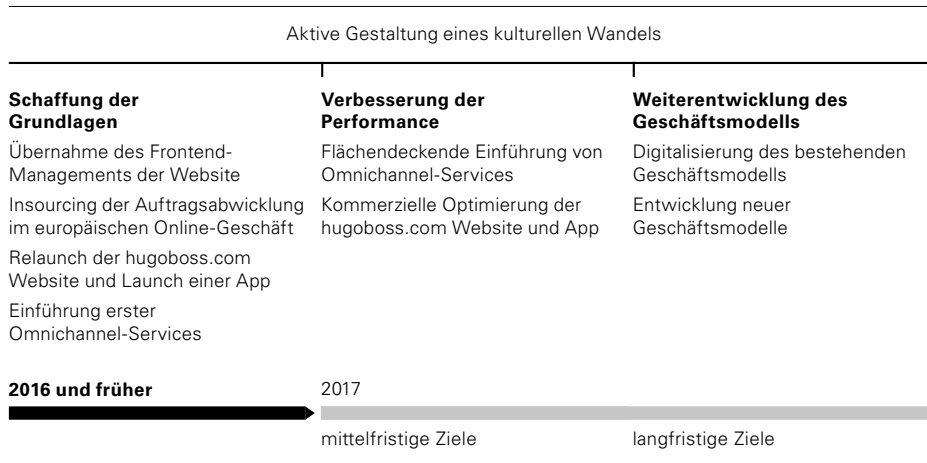 Aktive Gestaltung eines kulturellen Wandels
Schaffung der
Grundlagen
Übernahme des Frontend-
Managements der Website
Insourcing der Auftragsabwicklung
im europäischen Online-Geschäft
Relaunch der hugoboss.com
Website und Launch einer App
Einführung erster
Omnichannel-Services
Verbesserung der
Performance
Flächendeckende Einführung von
Omnichannel-Services
Kommerzielle Optimierung der
hugoboss.com Website und App
Weiterentwicklung des
Geschäftsmodells
Digitalisierung des bestehenden
Geschäftsmodells
Entwicklung neuer
Geschäftsmodelle
2016 und früher
2017
mittelfristige Ziele
langfristige Ziele